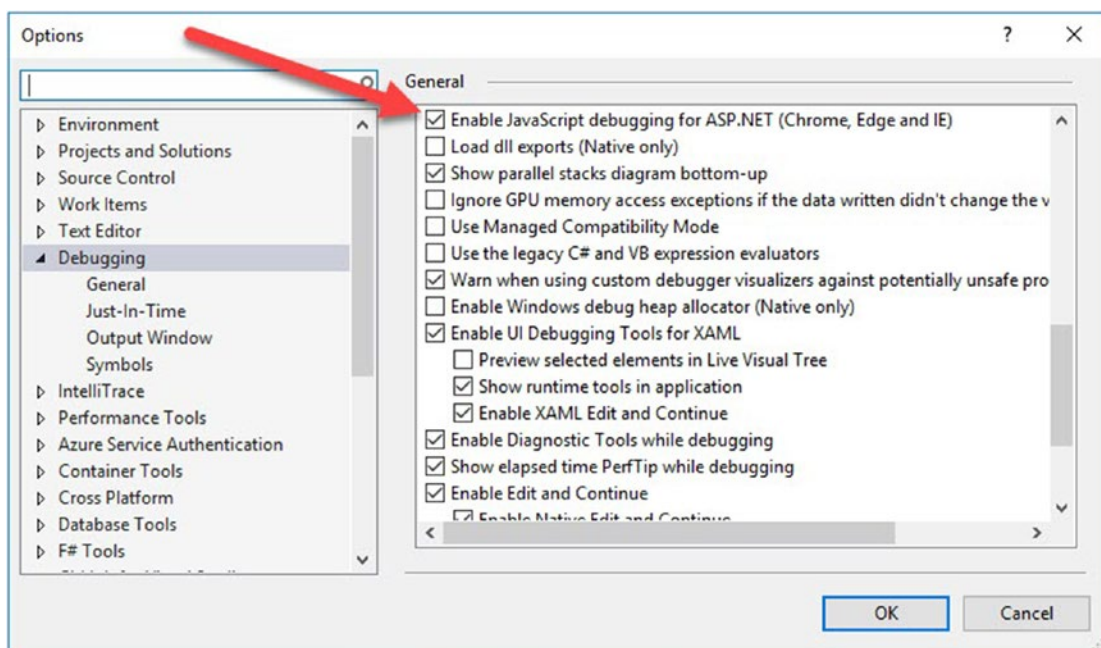 Options
?
General
Environment
Projects and Solutions
Source Control
Work Items
Text Editor
Debugging
General
Just-In-Time
Output Window
Symbols
IntelliTrace
Performance Tools
Azure Service Authentication
Container Tools
Cross Platform
Database Tools
F# Tools
Enable JavaScript debugging for ASP.NET (Chrome, Edge and IE)
Load dll exports (Native only)
Show parallel stacks diagram bottom-up
Ignore GPU memory access exceptions if the data written didn't change the v
Use Managed Compatibility Mode
Use the legacy C# and VB expression evaluators
Warn when using custom debugger visualizers against potentially unsafe pro
Enable Windows debug heap allocator (Native only)
Enable UI Debugging Tools for XAML
Preview selected elements in Live Visual Tree
Show runtime tools in application
Enable XAML Edit and Continue
Enable Diagnostic Tools while debugging
Show elapsed time PerfTip while debugging
Enable Edit and Continue
Enable Native Edit and Continue
OK
Cancel